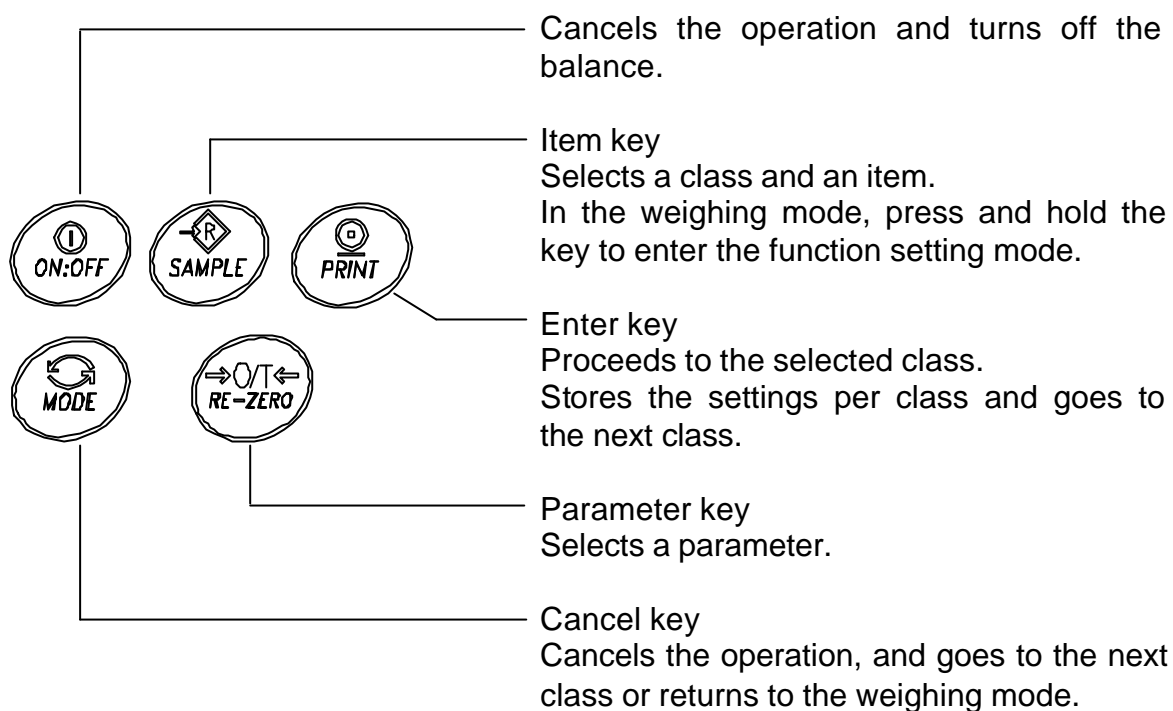 Cancels the operation and turns off the
balance.
Item key
Selects a class and an item.
In the weighing mode, press and hold the
key to enter the function setting mode.
R
ON:OFF
SAMPLE
PRINT
Enter key
Proceeds to the selected class.
Stores the settings per class and goes to
the next class.
→0/T←
MODE
RE-ZERO
Parameter key
Selects a parameter.
Cancel key
Cancels the operation, and goes to the next
class or returns to the weighing mode.